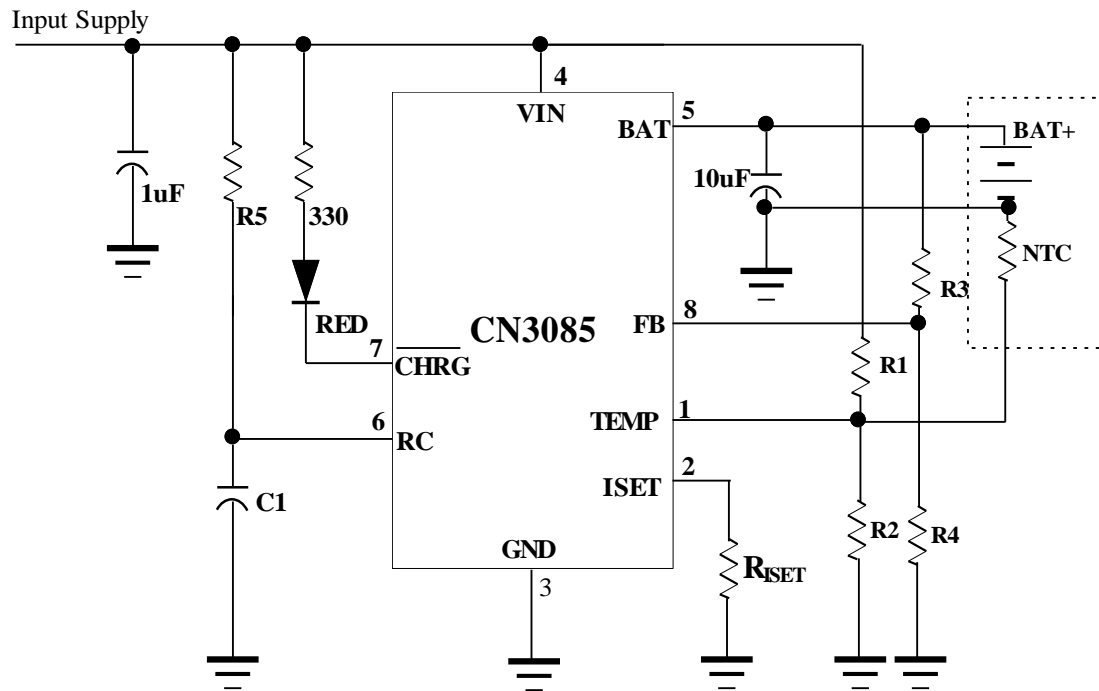 Input Supply
4
VIN
5
BAT
BAT+
1uF
R5
330
10uF
NTC
R3
RED
CN3085
8
FB
7
CHRG
R1
6
RC
1
TEMP
2
ISET
C1
R2
R4
GND
RISET
3